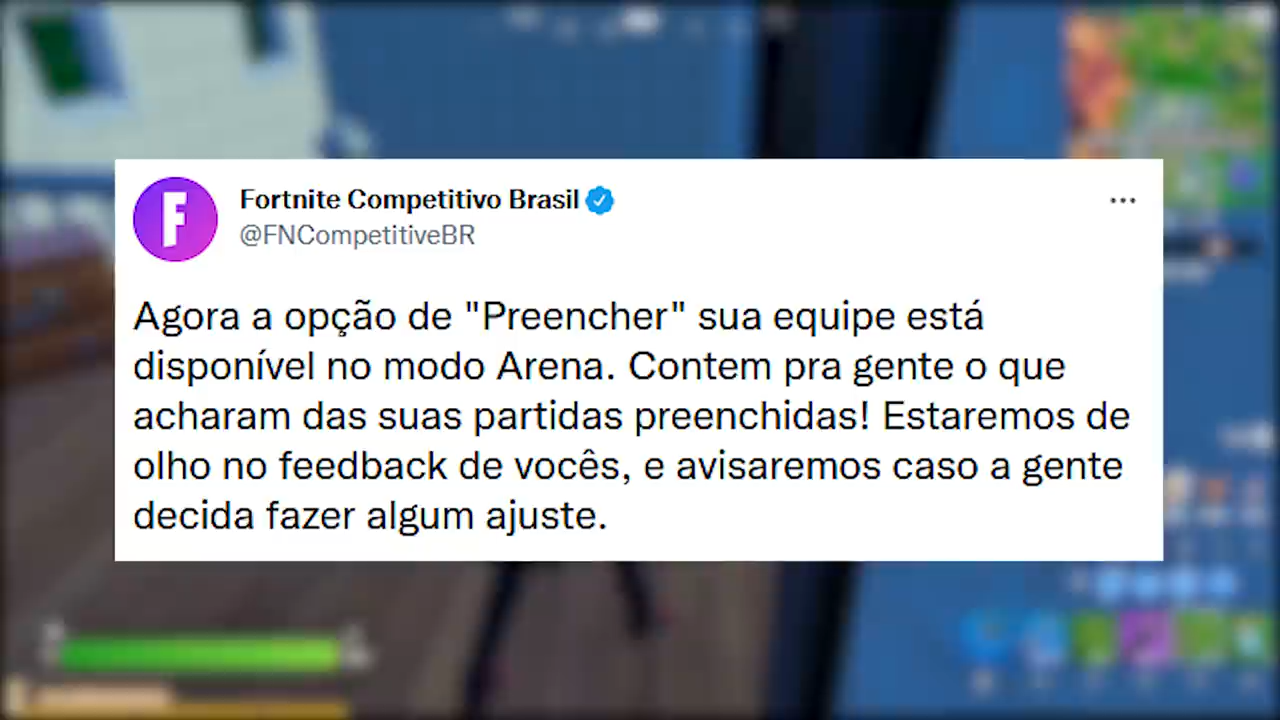 Fortnite Competitivo Brasil
@FNCompetitiveBR
Agora a opção de "Preencher" sua equipe está
disponível no modo Arena. Contem pra gente o que
acharam das suas partidas preenchidas! Estaremos de
olho no feedback de vocês, e avisaremos caso a gente
decida fazer algum ajuste.